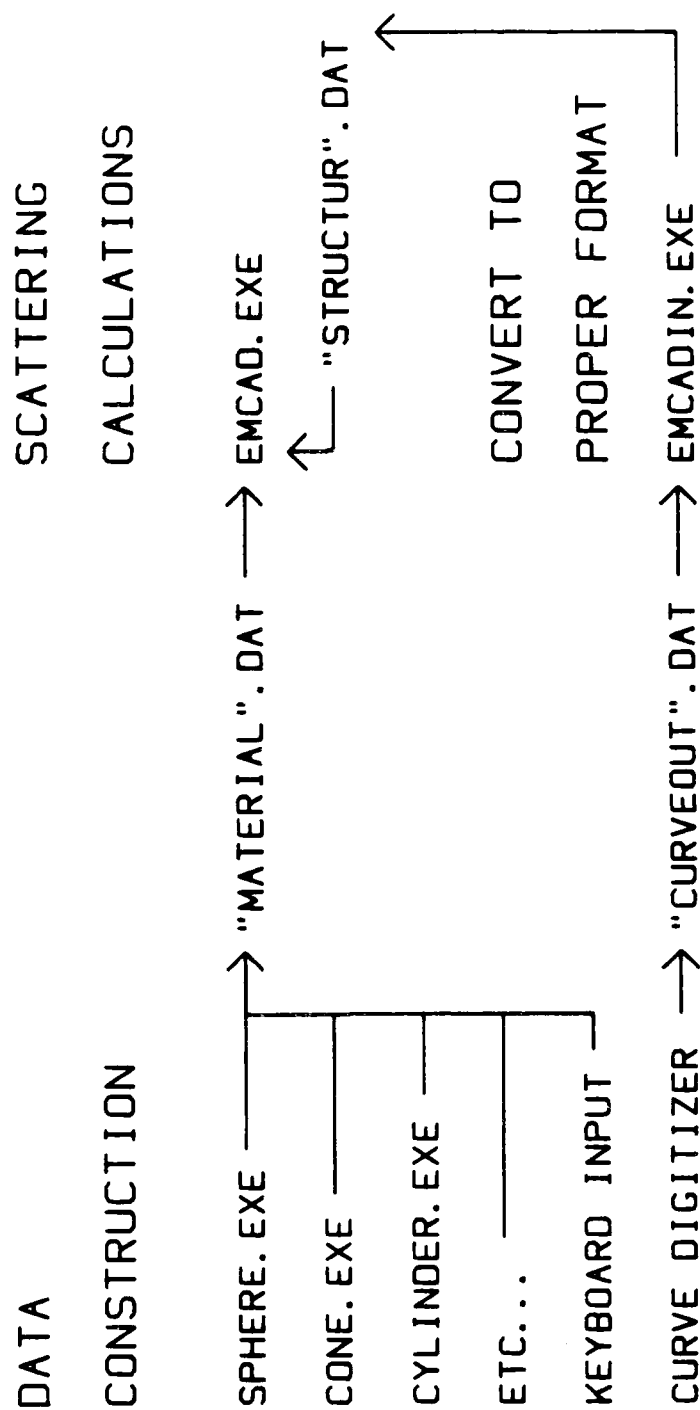 DATA
CONSTRUCTION
SCATTERING
CALCULATIONS
SPHERE.EXE
"MATERIAL".DAT
EMCAD.EXE
CONE.EXE
"STRUCTUR".DAT
CYLINDER.EXE
ETC...
CONVERT TO
KEYBOARD INPUT
PROPER FORMAT
CURVE DIGITIZER
"CURVEOUT".DAT
EMCADIN.EXE